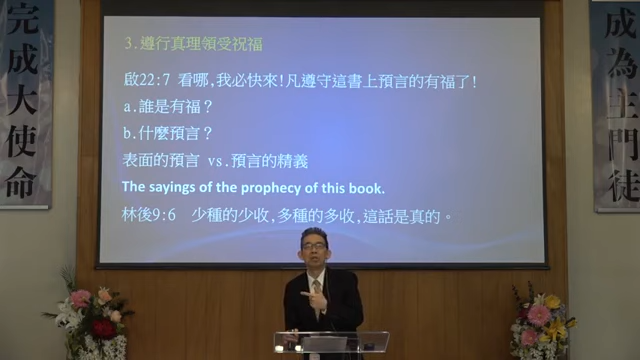 完成大使命
3.遵行真理領受祝福
啟22:7 看哪,我必快來!凡遵守這書上預言的有福了!
a.誰是有福?
b.什麼預言?
表面的預言 vs.預言的精義
The sayings of the prophecy of this book.
林後9:6 少種的少收,多種的多收,這話是真的。
成為主門徒